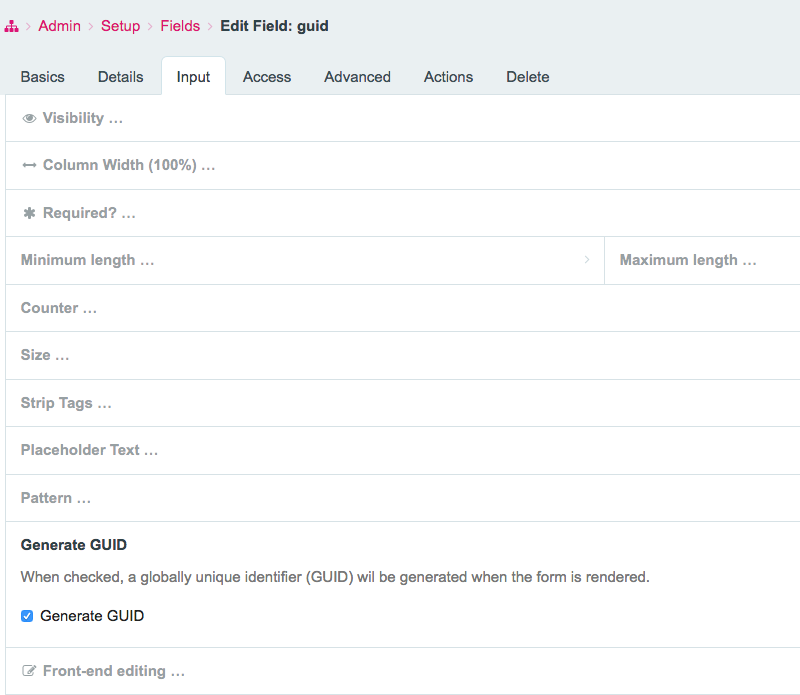 Admin > Setup > Fields > Edit Field: guid
Basics Details Input Access Advanced Actions Delete
Visibility ...
Column Width (100%) ...
Required? ...
Minimum length ... Maximum length ...
Counter ...
Size ...
Strip Tags ...
Placeholder Text ...
Pattern ...
Generate GUID
When checked, a globally unique identifier (GUID) wil be generated when the form is rendered.
Generate GUID
Front-end editing ...